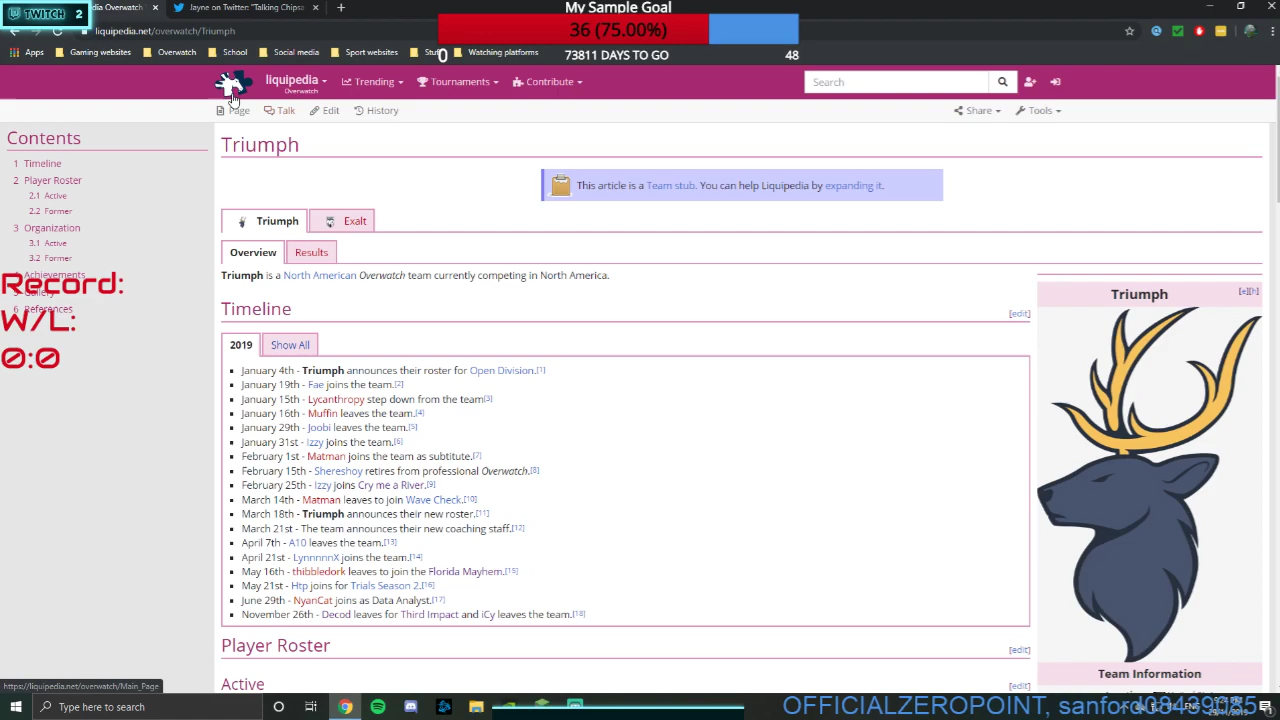 TWITCH 2
Overwatch
Jayne on Twitter: "Talking Chips
My Sample Goal
36 (75.00%)
0 73811 DAYS TO GO 48
liquipedia.net/overwatch/Triumph
Apps Gaming websites Overwatch School Social media Sport websites Watching platforms
liquipedia Overwatch Trending Tournaments Contribute Search
Page Talk Edit History Share Tools
Contents
1 Timeline
2 Player Roster
2.1 Active
2.2 Former
3 Organization
3.1 Active
3.2 Former
Achievements
6 References
Record:
W/L:
0:0
Triumph
This article is a Team stub. You can help Liquipedia by expanding it.
Triumph Exalt
Overview Results
Triumph is a North American Overwatch team currently competing in North America.
Timeline [edit]
2019 Show All
January 4th - Triumph announces their roster for Open Division.[1]
January 19th - Fae joins the team.[2]
January 15th - Lycanthropy step down from the team[3]
January 16th - Muffin leaves the team.[4]
January 29th - Joobi leaves the team.[5]
January 31st - Izzy joins the team.[6]
February 1st - Matman joins the team as subtitute.[7]
February 15th - Shereshoy retires from professional Overwatch.[8]
February 25th - Izzy joins Cry me a River.[9]
March 14th - Matman leaves to join Wave Check.[10]
March 18th - Triumph announces their new roster.[11]
March 21st - The team announces their new coaching staff.[12]
April 7th - A10 leaves the team.[13]
April 21st - LynnnnnX joins the team.[14]
May 16th - thibbledork leaves to join the Florida Mayhem.[15]
May 21st - Htp joins for Trials Season 2.[16]
June 29th - NyanCat joins as Data Analyst.[17]
November 26th - Decod leaves for Third Impact and iCy leaves the team.[18]
Player Roster [edit]
Active [edit]
Triumph [e][h]
Team Information
https://liquipedia.net/overwatch/Main_Page
Type here to search
OFFICIALZEROPOINT, sanford8459185